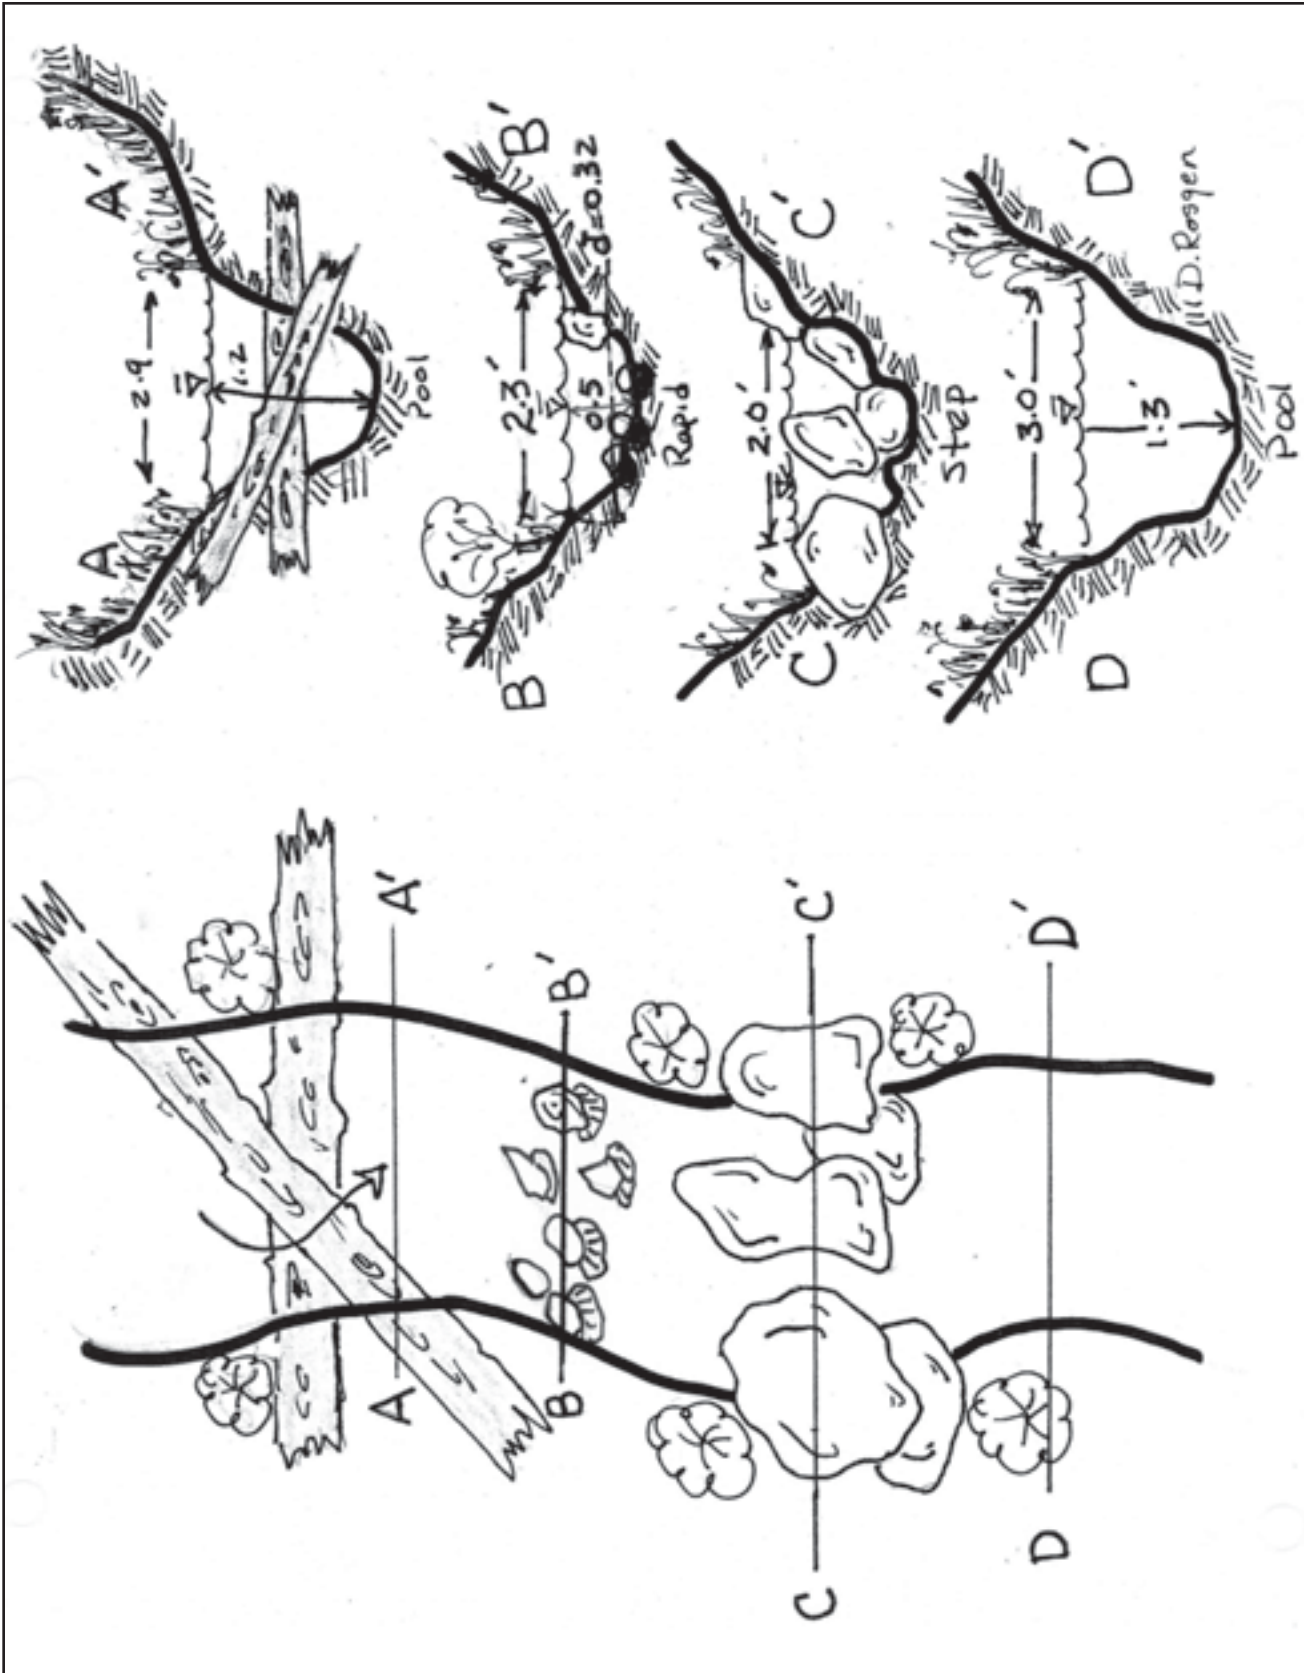 A A'
2.9
1.2
Pool
B B'
2.3'
0.5
d̄=0.32
Rapid
C C'
2.0'
Step
D D'
3.0'
1.3'
Pool
D. Rosgen
A A'
B B'
C C'
D D'